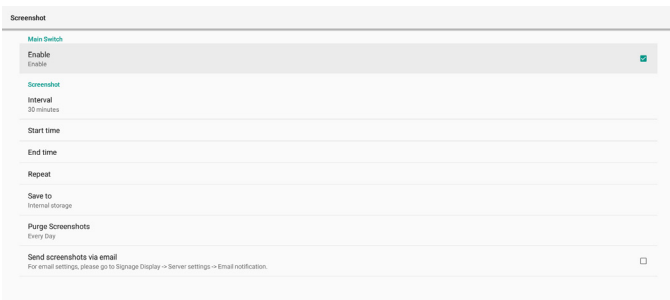 Screenshot
Main Switch
Enable
Enable
Screenshot
Interval
30 minutes
Start time
End time
Repeat
Save to
Internal storage
Purge Screenshots
Every Day
Send screenshots via email
For email settings, please go to Signage Display -> Server settings -> Email notification.